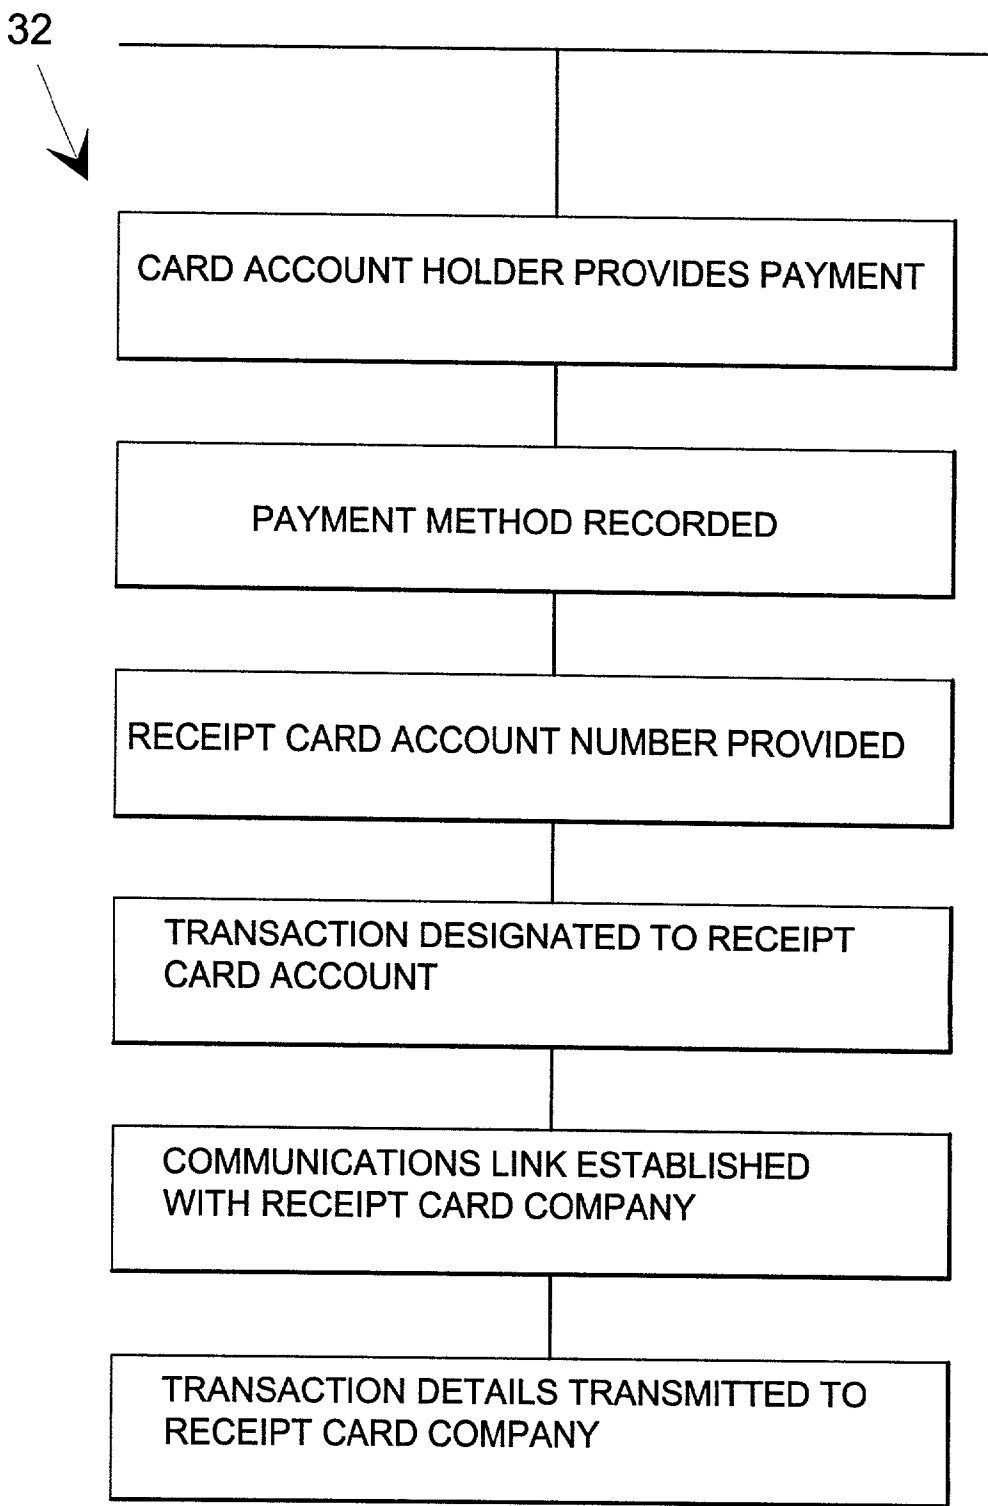 32
CARD ACCOUNT HOLDER PROVIDES PAYMENT
PAYMENT METHOD RECORDED
RECEIPT CARD ACCOUNT NUMBER PROVIDED
TRANSACTION DESIGNATED TO RECEIPT
CARD ACCOUNT
COMMUNICATIONS LINK ESTABLISHED
WITH RECEIPT CARD COMPANY
TRANSACTION DETAILS TRANSMITTED TO
RECEIPT CARD COMPANY